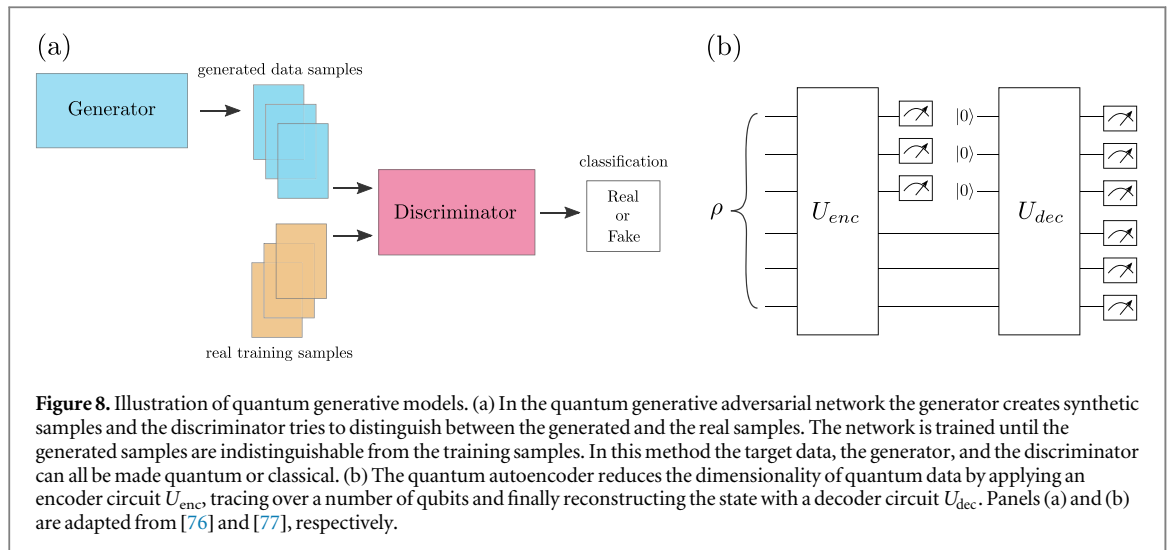 (a)
generated data samples
Generator
Discriminator
classification
Real
or
Fake
real training samples
(b)
ρ
U_enc
|0⟩
|0⟩
|0⟩
U_dec
Figure 8. Illustration of quantum generative models. (a) In the quantum generative adversarial network the generator creates synthetic
samples and the discriminator tries to distinguish between the generated and the real samples. The network is trained until the
generated samples are indistinguishable from the training samples. In this method the target data, the generator, and the discriminator
can all be made quantum or classical. (b) The quantum autoencoder reduces the dimensionality of quantum data by applying an
encoder circuit U_enc, tracing over a number of qubits and finally reconstructing the state with a decoder circuit U_dec. Panels (a) and (b)
are adapted from [76] and [77], respectively.